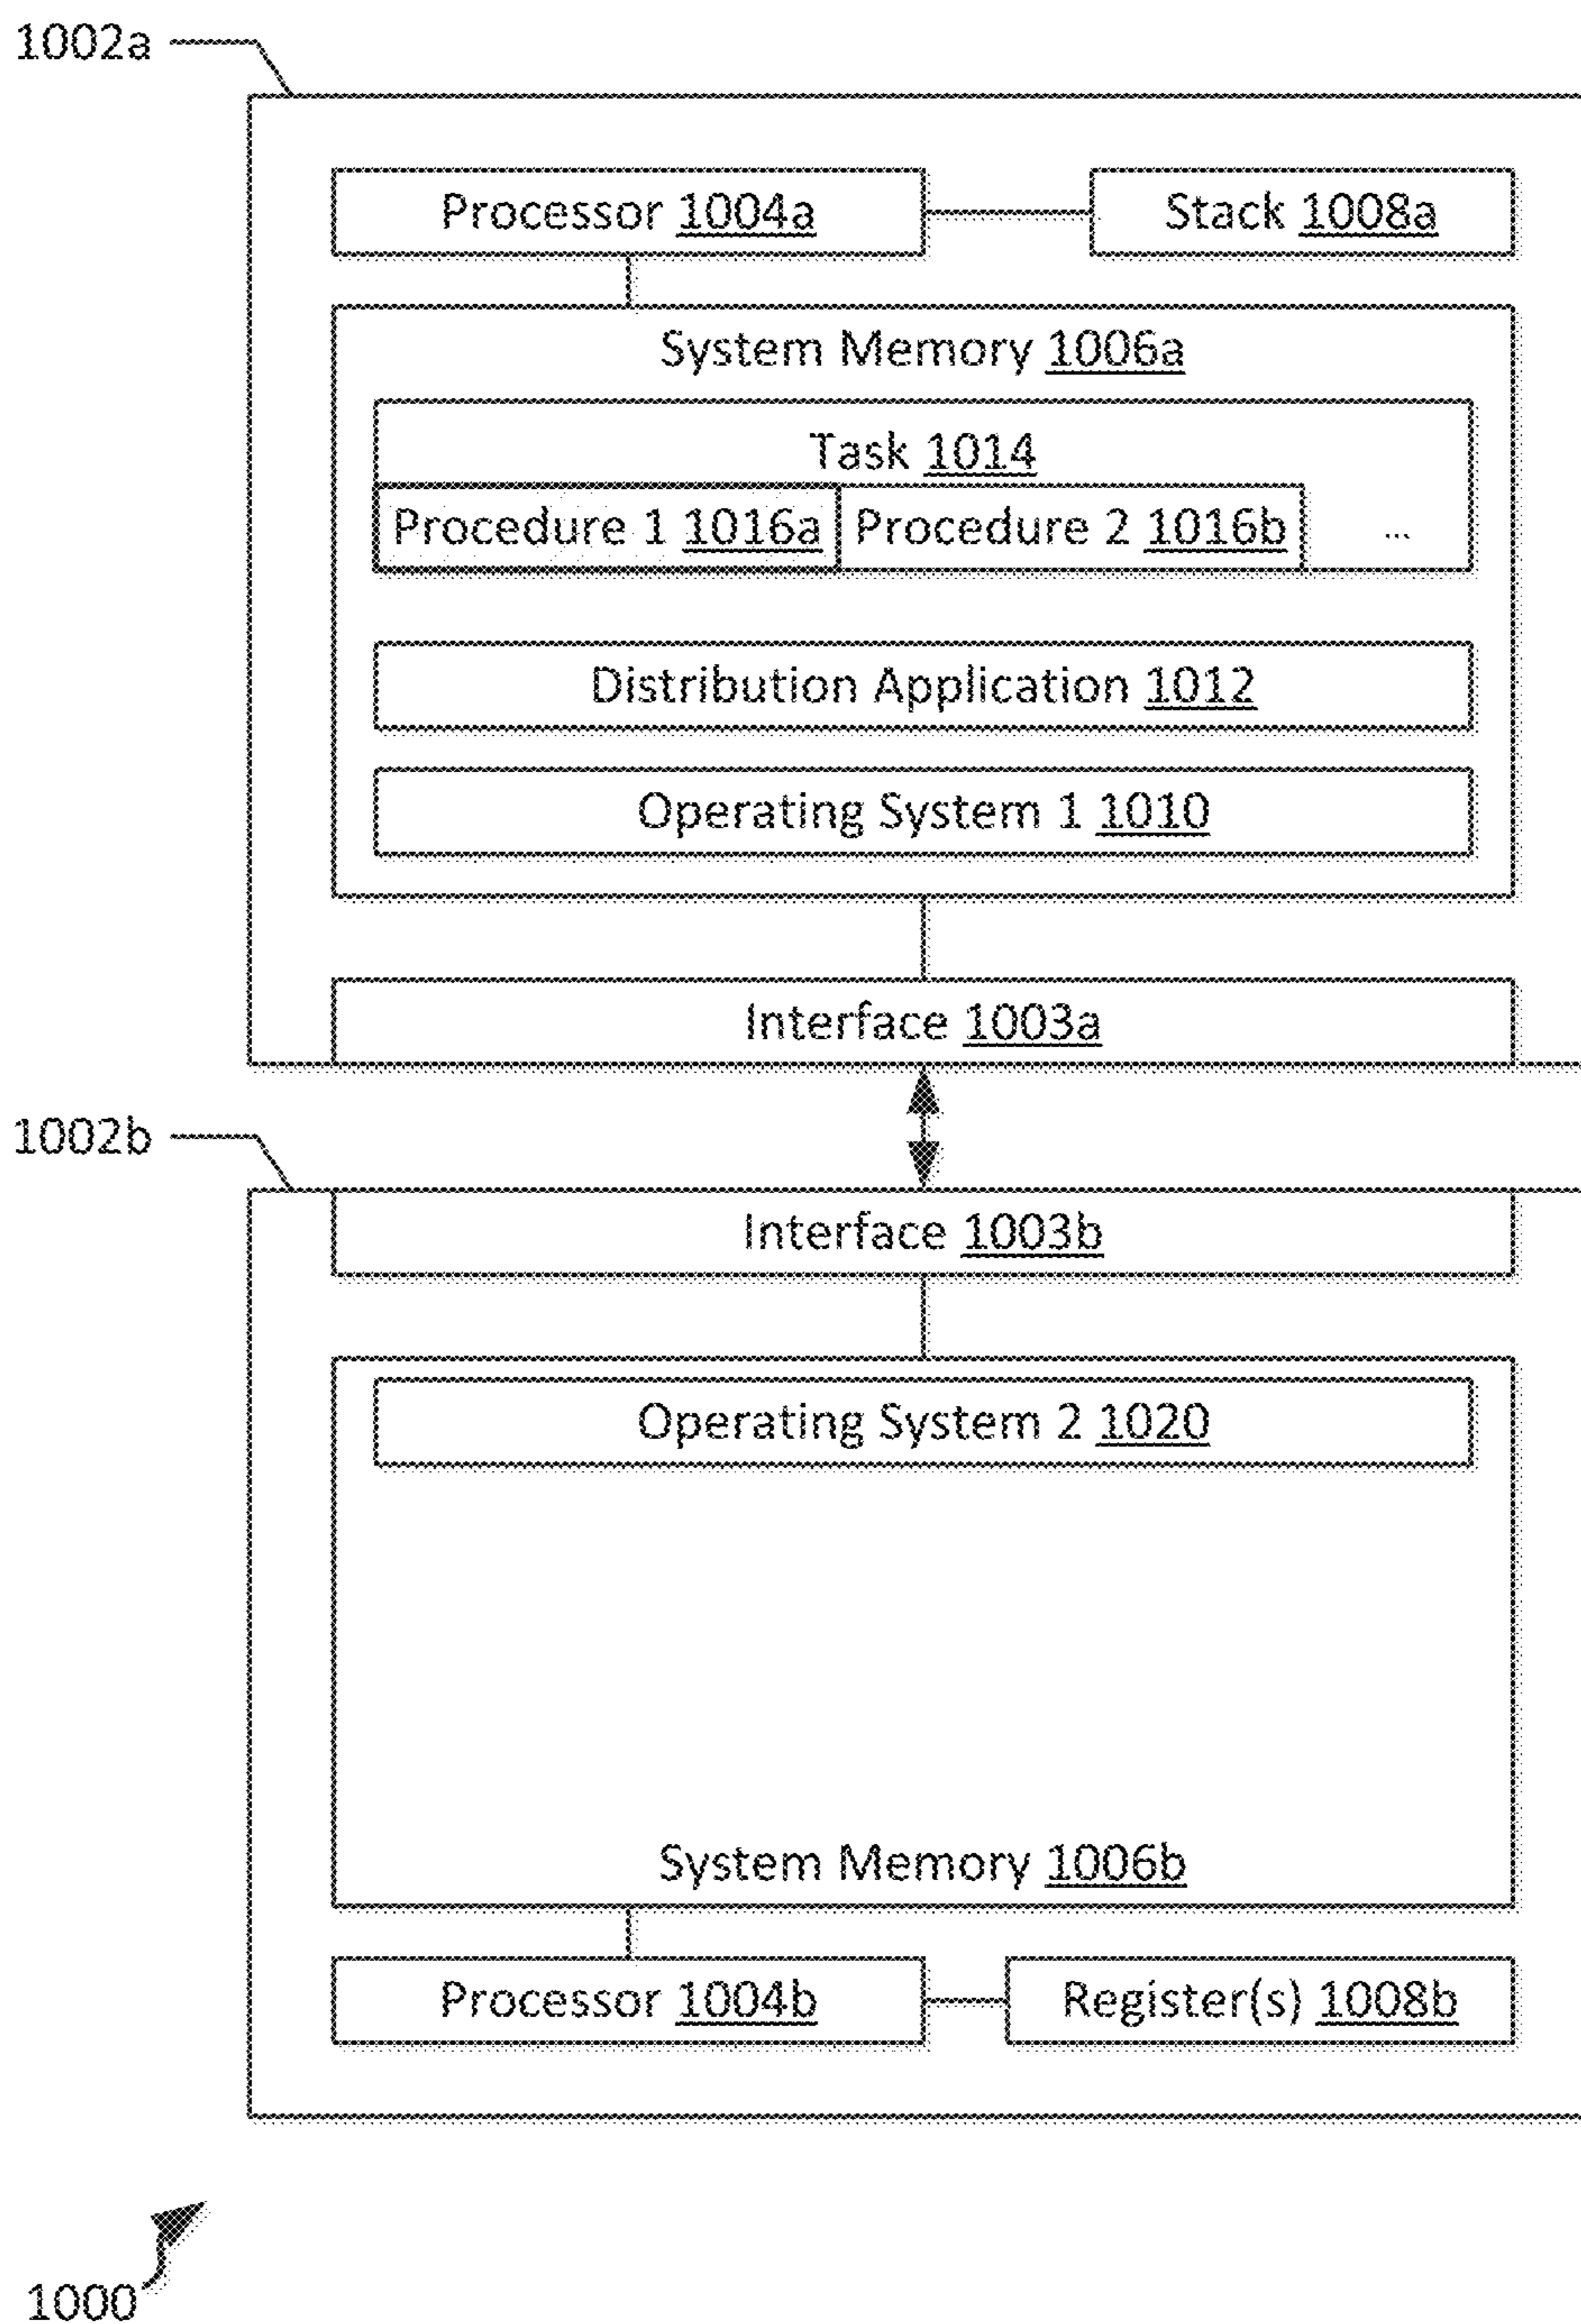 1002a
Processor 1004a
Stack 1008a
System Memory 1006a
Task 1014
Procedure 1 1016a
Procedure 2 1016b
...
Distribution Application 1012
Operating System 1 1010
Interface 1003a
1002b
Interface 1003b
Operating System 2 1020
System Memory 1006b
Processor 1004b
Register(s) 1008b
1000